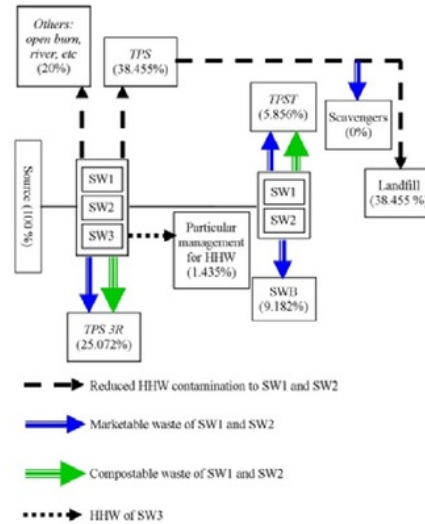 Others:
open burn,
river, etc
(20%)
TPS
(38.455%)
TPST
(5.856%)
Scavengers
(0%)
Landfill
(38.455 %)
Source (100 %)
SW1
SW2
SW3
SW1
SW2
Particular
management
for HHW
(1.435%)
SWB
(9.182%)
TPS 3R
(25.072%)
Reduced HHW contamination to SW1 and SW2
Marketable waste of SW1 and SW2
Compostable waste of SW1 and SW2
HHW of SW3